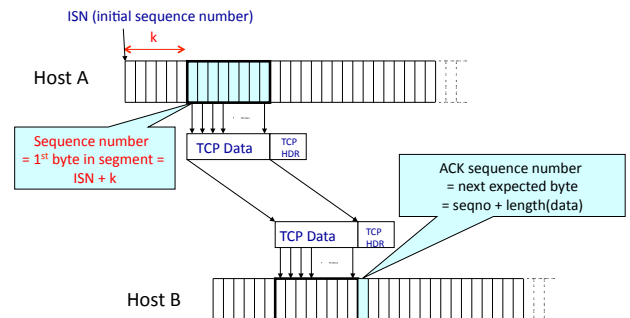 ISN (initial sequence number)
k
Host A
Sequence number
= 1st byte in segment =
ISN + k
TCP Data
TCP
HDR
ACK sequence number
= next expected byte
= seqno + length(data)
TCP Data
TCP
HDR
Host B